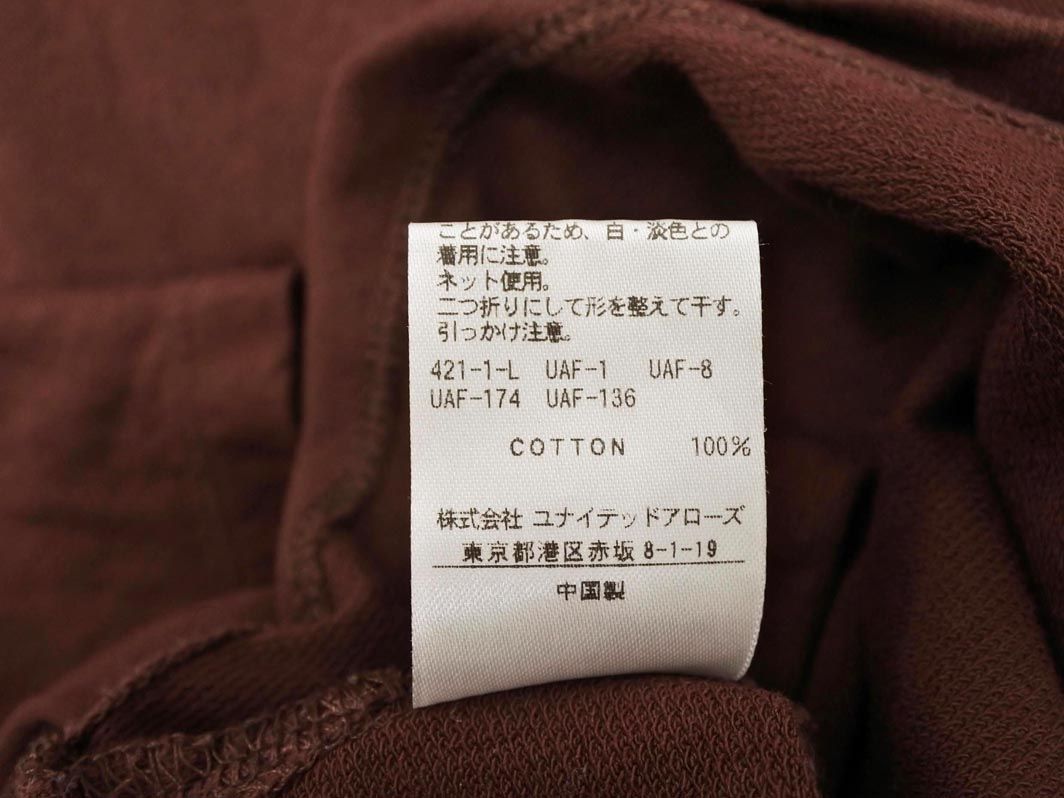 ことがあるため、白・淡色との
着用に注意。
ネット使用。
二つ折りにして形を整えて干す。
引っかけ注意。
421-1-L UAF-1 UAF-8
UAF-174 UAF-136
COTTON 100%
株式会社 ユナイテッドアローズ
東京都港区赤坂 8-1-19
中国製